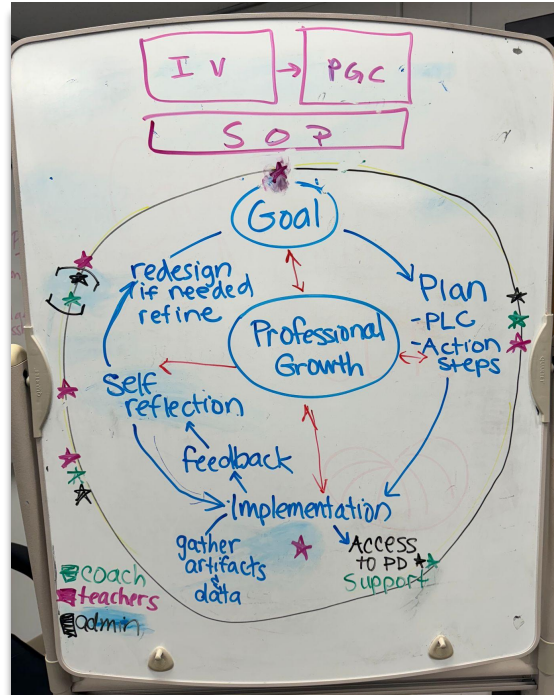 IV → PGC
SOP
Goal
redesign
if needed
refine
Plan
-PLC
-Action
steps
Professional
Growth
Self
reflection
feedback
Implementation
gather
artifacts
&
data
Access
to PD
Support
coach
teachers
admin